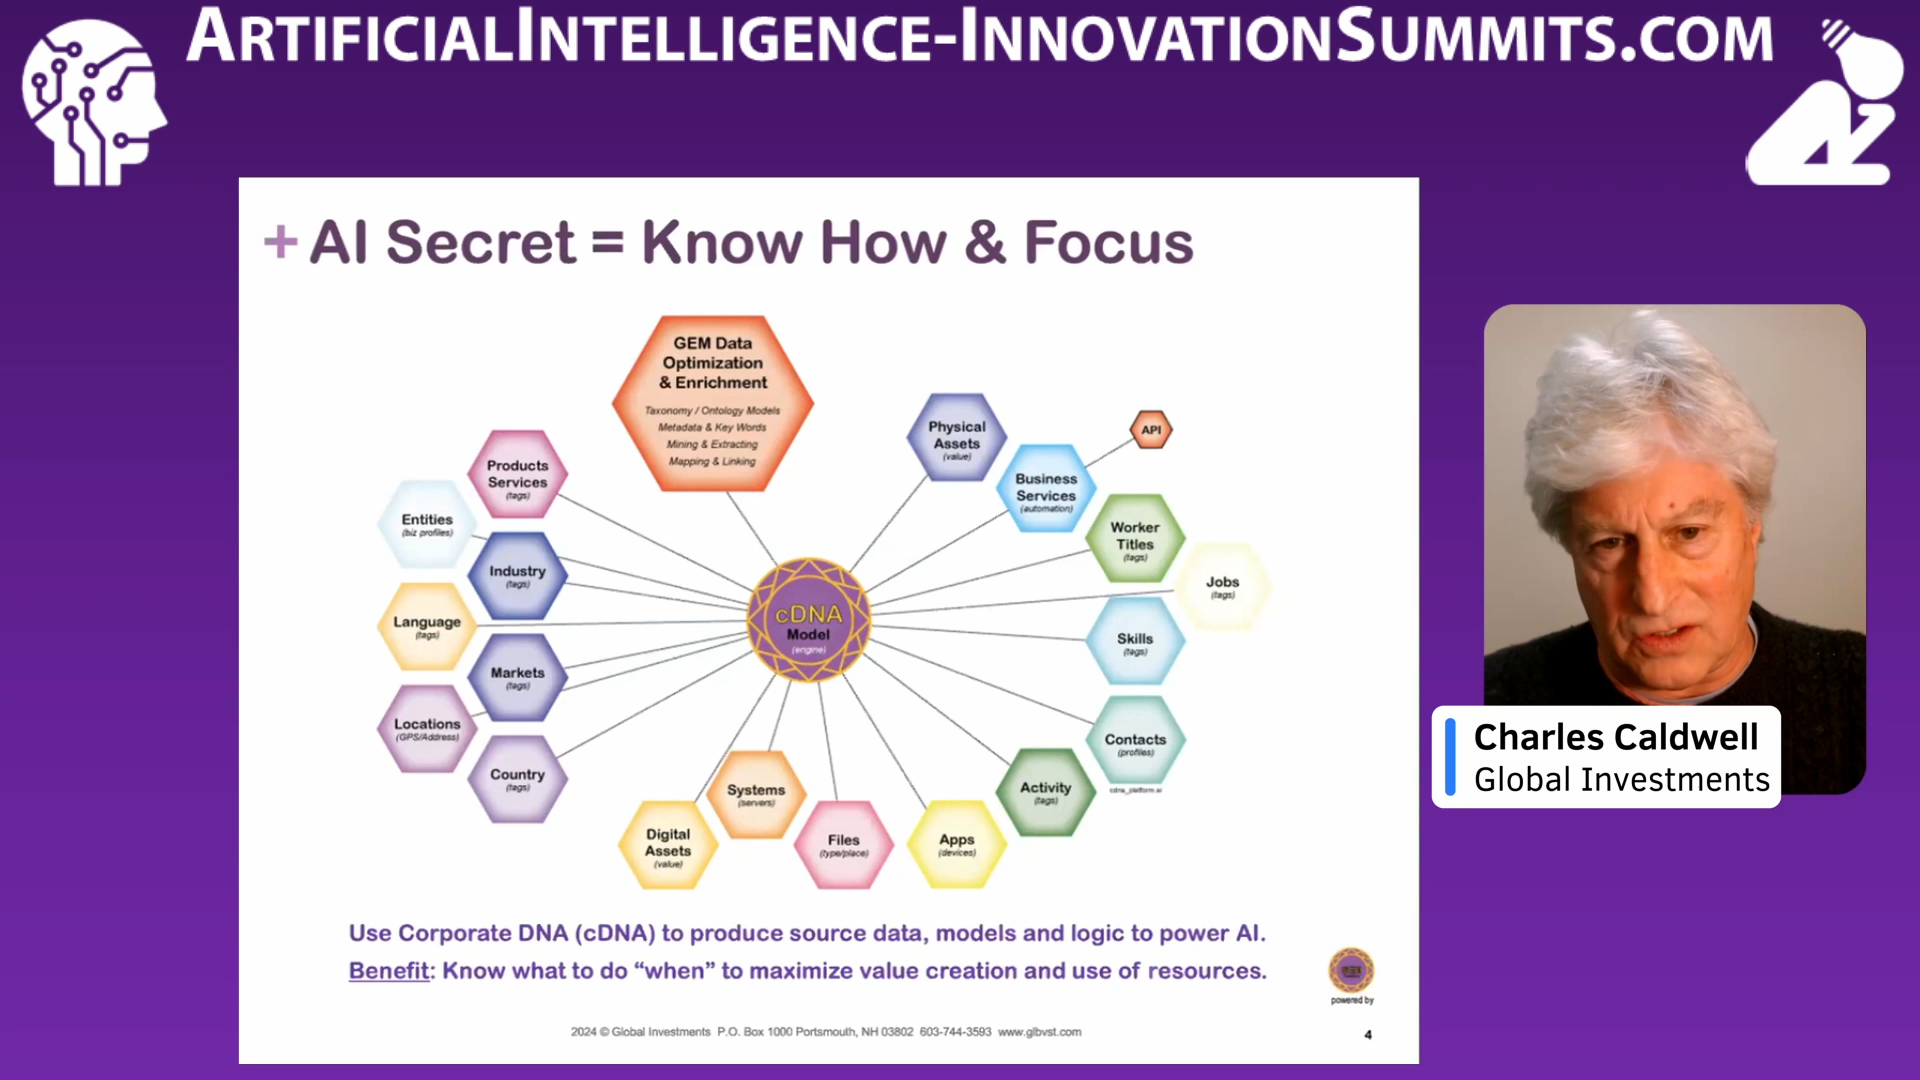 ARTIFICIALINTELLIGENCE-INNOVATIONSUMMITS.COM
+ AI Secret = Know How & Focus
GEM Data
Optimization
& Enrichment
Taxonomy / Ontology Models
Metadata & Key Words
Mining & Extracting
Mapping & Linking
Products
Services
(tags)
Entities
(biz profiles)
Industry
(tags)
Language
(tags)
Markets
(tags)
Locations
(GPS/Address)
Country
(tags)
cDNA
Model
(engine)
Physical
Assets
(value)
API
Business
Services
(automation)
Worker
Titles
(tags)
Jobs
(tags)
Skills
(tags)
Contacts
(profiles)
cdna_platform.ai
Activity
(tags)
Systems
(servers)
Digital
Assets
(value)
Files
(type/place)
Apps
(devices)
Use Corporate DNA (cDNA) to produce source data, models and logic to power AI.
Benefit: Know what to do “when” to maximize value creation and use of resources.
powered by
2024 © Global Investments P.O. Box 1000 Portsmouth, NH 03802 603-744-3593 www.glbvst.com
4
Charles Caldwell
Global Investments